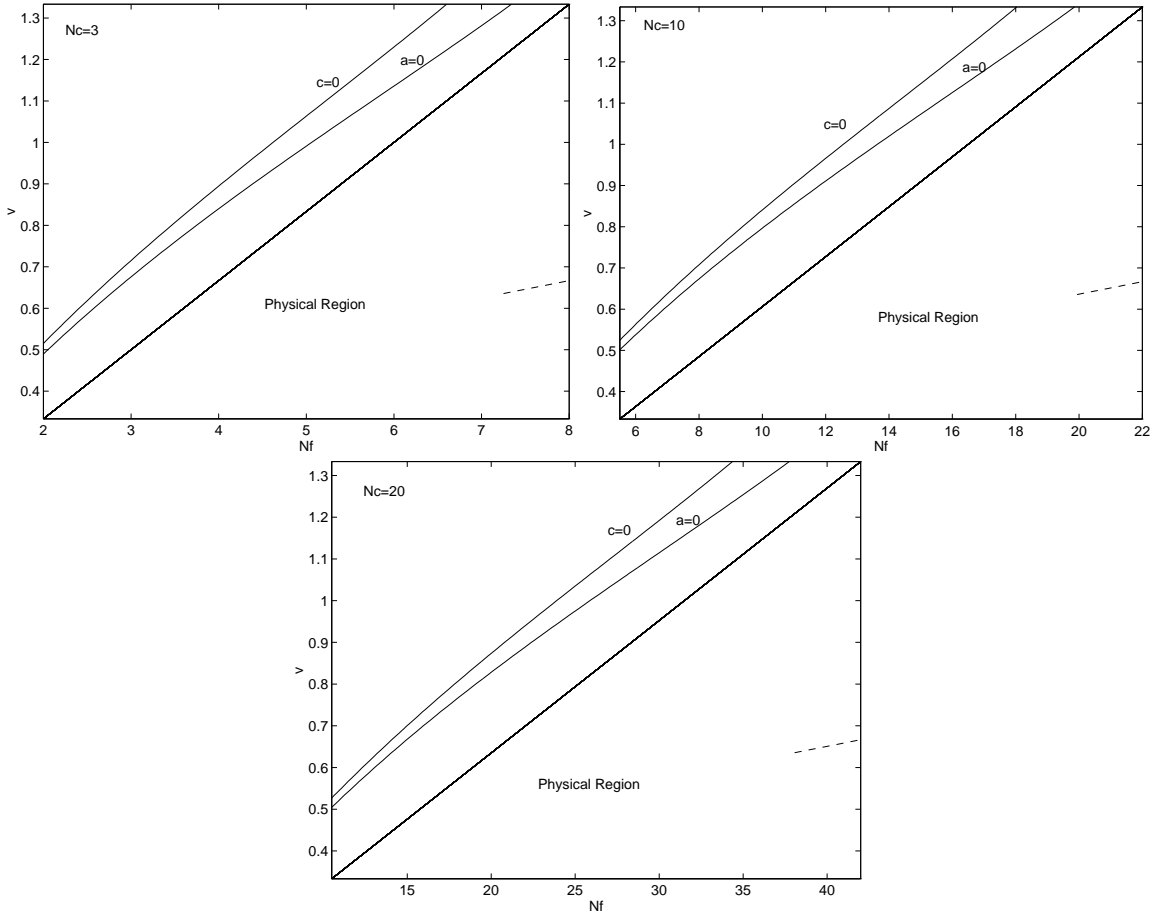 Nc=3
1.3
1.2
1.1
1
0.9
0.8
0.7
0.6
0.5
0.4
v
c=0
a=0
Physical Region
2 3 4 5 6 7 8
Nf
Nc=10
1.3
1.2
1.1
1
0.9
0.8
0.7
0.6
0.5
0.4
v
c=0
a=0
Physical Region
6 8 10 12 14 16 18 20 22
Nf
Nc=20
1.3
1.2
1.1
1
0.9
0.8
0.7
0.6
0.5
0.4
v
c=0
a=0
Physical Region
15 20 25 30 35 40
Nf